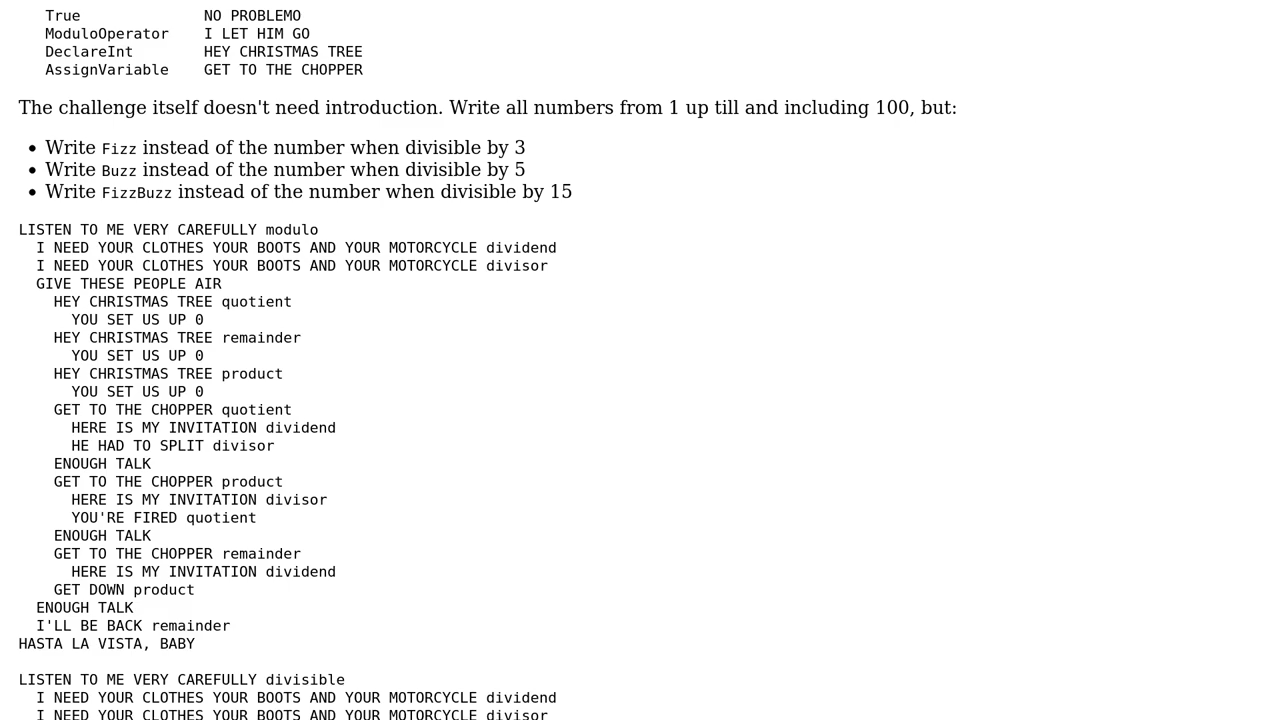 True              NO PROBLEMO
ModuloOperator    I LET HIM GO
DeclareInt        HEY CHRISTMAS TREE
AssignVariable    GET TO THE CHOPPER
The challenge itself doesn't need introduction. Write all numbers from 1 up till and including 100, but:
• Write Fizz instead of the number when divisible by 3
• Write Buzz instead of the number when divisible by 5
• Write FizzBuzz instead of the number when divisible by 15
LISTEN TO ME VERY CAREFULLY modulo
  I NEED YOUR CLOTHES YOUR BOOTS AND YOUR MOTORCYCLE dividend
  I NEED YOUR CLOTHES YOUR BOOTS AND YOUR MOTORCYCLE divisor
  GIVE THESE PEOPLE AIR
    HEY CHRISTMAS TREE quotient
      YOU SET US UP 0
    HEY CHRISTMAS TREE remainder
      YOU SET US UP 0
    HEY CHRISTMAS TREE product
      YOU SET US UP 0
    GET TO THE CHOPPER quotient
      HERE IS MY INVITATION dividend
      HE HAD TO SPLIT divisor
    ENOUGH TALK
    GET TO THE CHOPPER product
      HERE IS MY INVITATION divisor
      YOU'RE FIRED quotient
    ENOUGH TALK
    GET TO THE CHOPPER remainder
      HERE IS MY INVITATION dividend
    GET DOWN product
  ENOUGH TALK
  I'LL BE BACK remainder
HASTA LA VISTA, BABY
LISTEN TO ME VERY CAREFULLY divisible
  I NEED YOUR CLOTHES YOUR BOOTS AND YOUR MOTORCYCLE dividend
  I NEED YOUR CLOTHES YOUR BOOTS AND YOUR MOTORCYCLE divisor